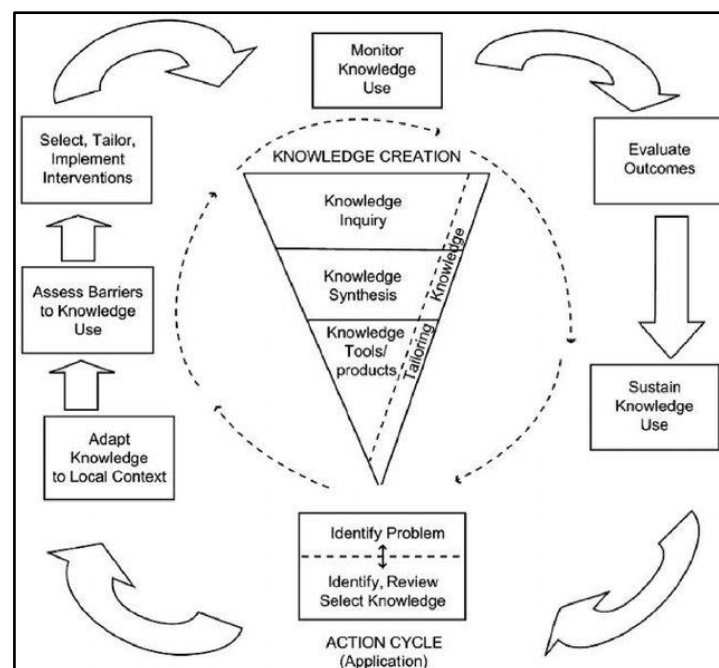 Monitor
Knowledge
Use
Select, Tailor,
Implement
Interventions
Evaluate
Outcomes
KNOWLEDGE CREATION
Knowledge
Inquiry
Knowledge
Synthesis
Knowledge
Tools/
products
Tailoring Knowledge
Assess Barriers
to Knowledge
Use
Adapt
Knowledge
to Local Context
Sustain
Knowledge
Use
Identify Problem
Identify, Review
Select Knowledge
ACTION CYCLE
(Application)